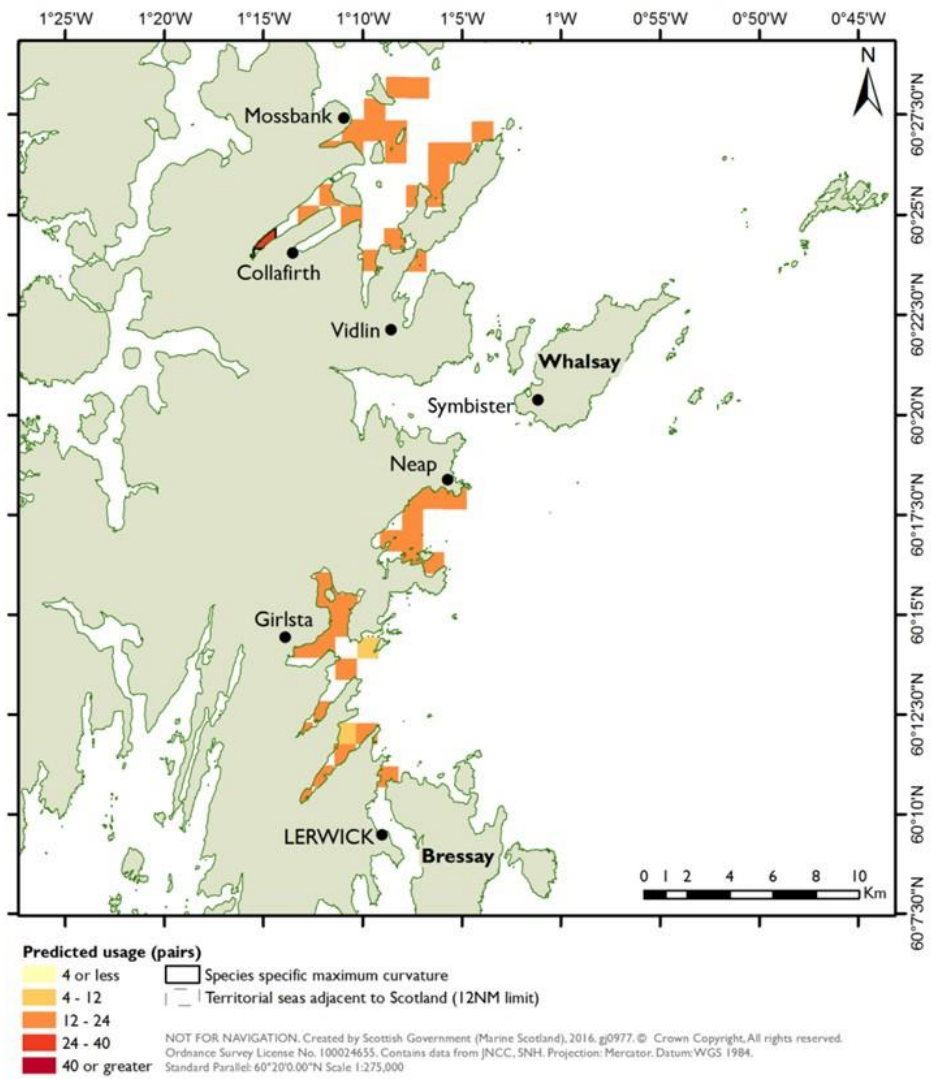 1°25'W 1°20'W 1°15'W 1°10'W 1°5'W 1°W 0°55'W 0°50'W 0°45'W
N
Mossbank
60°27'30"N
60°25'N
Collafirth
60°22'30"N
Vidlin
Whalsay
Symbister
60°20'N
Neap
60°17'30"N
60°15'N
Girlsta
60°12'30"N
60°10'N
LERWICK
Bressay
0 1 2 4 6 8 10
Km
60°7'30"N
Predicted usage (pairs)
4 or less
Species specific maximum curvature
4 - 12
Territorial seas adjacent to Scotland (12NM limit)
12 - 24
24 - 40
40 or greater
NOT FOR NAVIGATION. Created by Scottish Government (Marine Scotland), 2016. gj0977. © Crown Copyright, All rights reserved.
Ordnance Survey License No. 100024655. Contains data from JNCC, SNH. Projection: Mercator. Datum: WGS 1984.
Standard Parallel: 60°20'0.00"N Scale 1:275,000